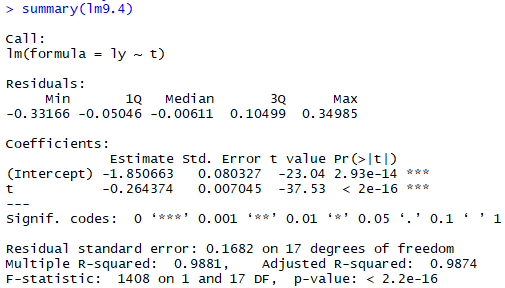 > summary(lm9.4)
Call:
lm(formula = ly ~ t)
Residuals:
     Min       1Q   Median       3Q      Max
-0.33166 -0.05046 -0.00611  0.10499  0.34985
Coefficients:
             Estimate Std. Error t value Pr(>|t|)
(Intercept) -1.850663   0.080327  -23.04 2.93e-14 ***
t           -0.264374   0.007045  -37.53  < 2e-16 ***
---
Signif. codes:  0 ‘***’ 0.001 ‘**’ 0.01 ‘*’ 0.05 ‘.’ 0.1 ‘ ’ 1
Residual standard error: 0.1682 on 17 degrees of freedom
Multiple R-squared:  0.9881,    Adjusted R-squared:  0.9874
F-statistic:  1408 on 1 and 17 DF,  p-value: < 2.2e-16